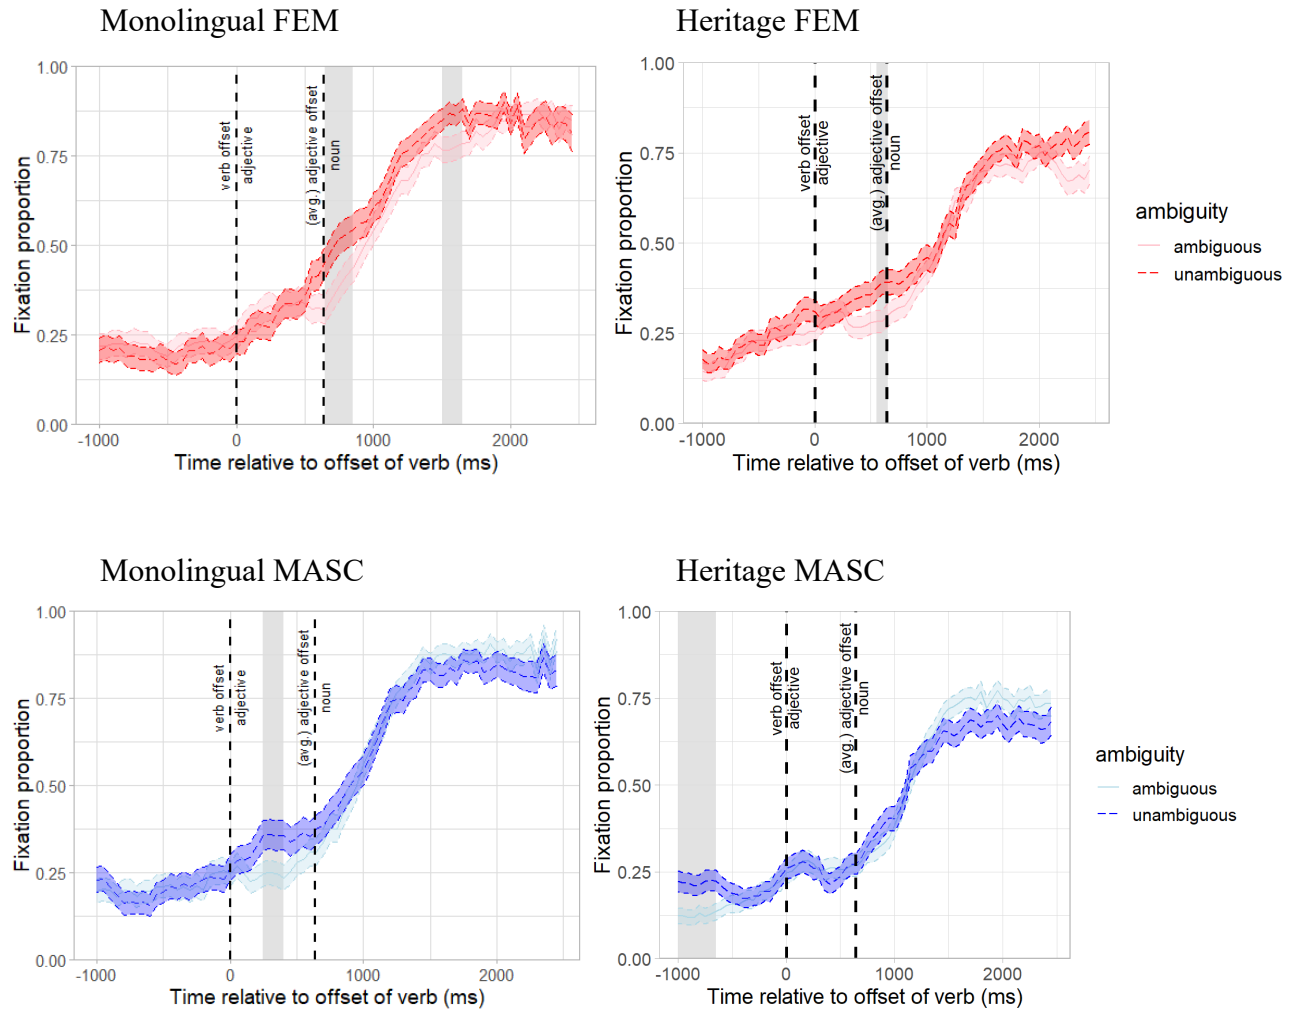 Monolingual FEM
Heritage FEM
1.00
0.75
0.50
0.25
0.00
Fixation proportion
verb offset
adjective
(avg.) adjective offset
noun
-1000
0
1000
2000
Time relative to offset of verb (ms)
1.00
0.75
0.50
0.25
0.00
Fixation proportion
verb offset
adjective
(avg.) adjective offset
noun
-1000
0
1000
2000
Time relative to offset of verb (ms)
ambiguity
ambiguous
unambiguous
Monolingual MASC
Heritage MASC
1.00
0.75
0.50
0.25
0.00
Fixation proportion
verb offset
adjective
(avg.) adjective offset
noun
-1000
0
1000
2000
Time relative to offset of verb (ms)
1.00
0.75
0.50
0.25
0.00
Fixation proportion
verb offset
adjective
(avg.) adjective offset
noun
-1000
0
1000
2000
Time relative to offset of verb (ms)
ambiguity
ambiguous
unambiguous